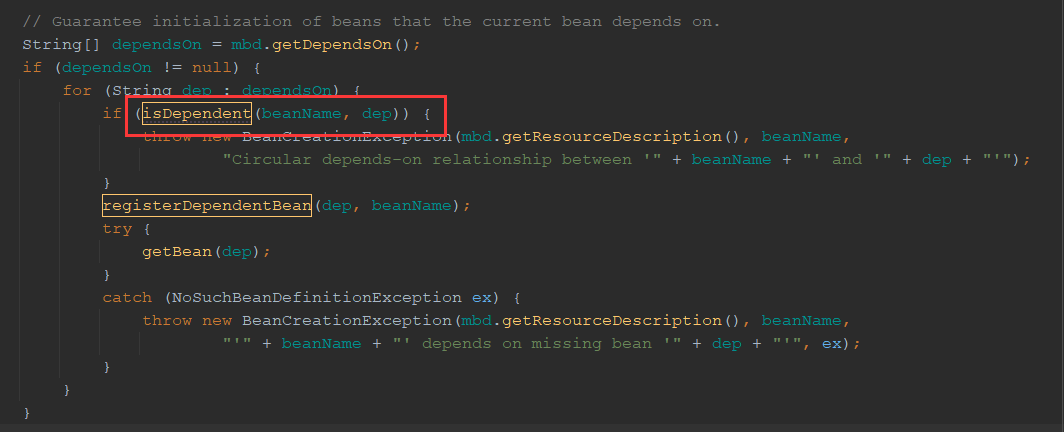 // Guarantee initialization of beans that the current bean depends on.
String[] dependsOn = mbd.getDependsOn();
if (dependsOn != null) {
for (String dep : dependsOn) {
if (isDependent(beanName, dep)) {
throw new BeanCreationException(mbd.getResourceDescription(), beanName,
"Circular depends-on relationship between '" + beanName + "' and '" + dep + "'");
}
registerDependentBean(dep, beanName);
try {
getBean(dep);
}
catch (NoSuchBeanDefinitionException ex) {
throw new BeanCreationException(mbd.getResourceDescription(), beanName,
"'" + beanName + "' depends on missing bean '" + dep + "'", ex);
}
}
}